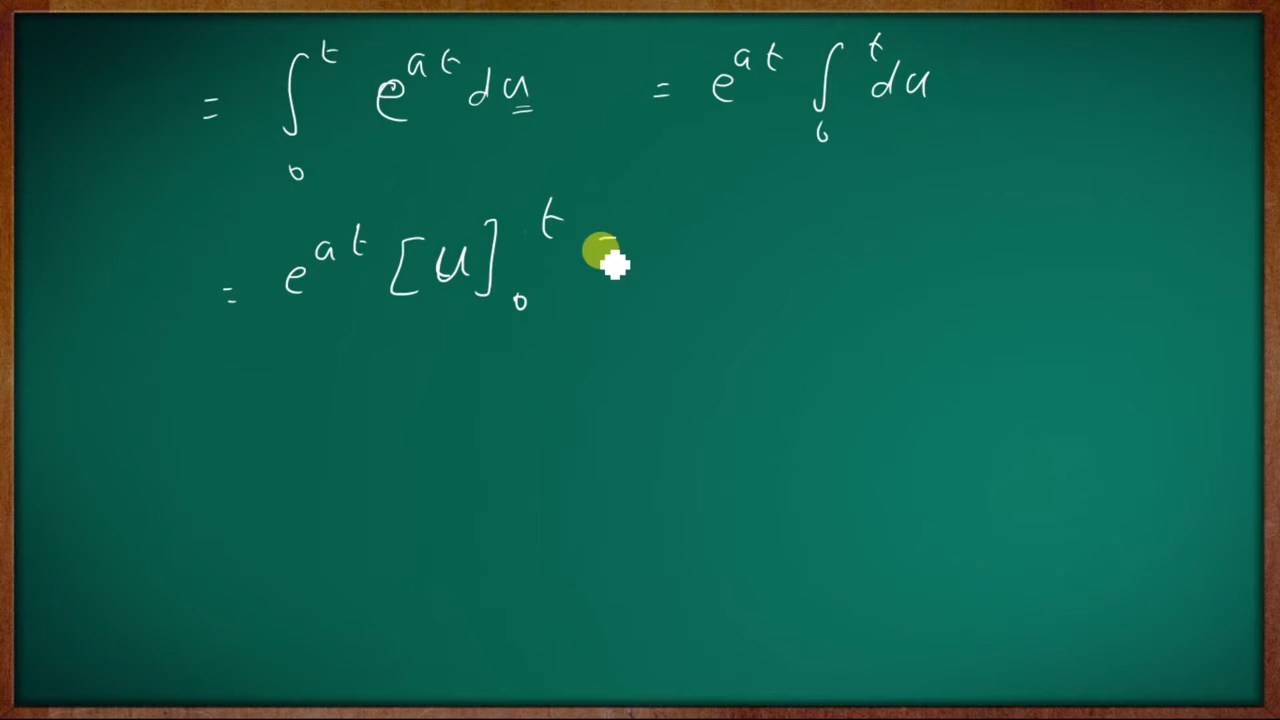 = ∫₀ᵗ e^{at} du = e^{at} ∫₀ᵗ du
= e^{at} [u]₀ᵗ